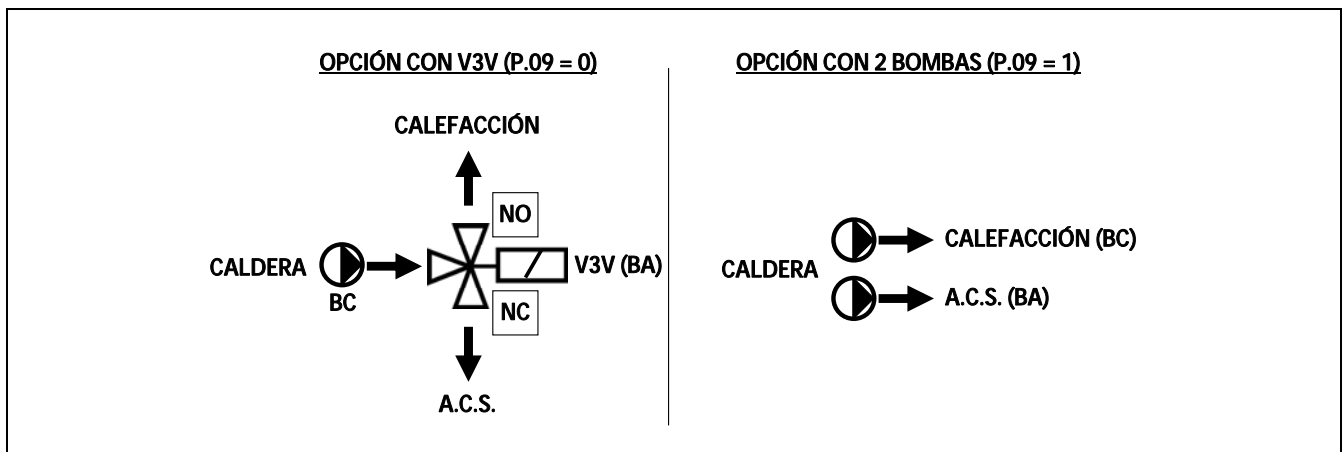 OPCIÓN CON V3V (P.09 = 0)
CALEFACCIÓN
NO
CALDERA
V3V (BA)
BC
NC
A.C.S.
OPCIÓN CON 2 BOMBAS (P.09 = 1)
CALEFACCIÓN (BC)
CALDERA
A.C.S. (BA)